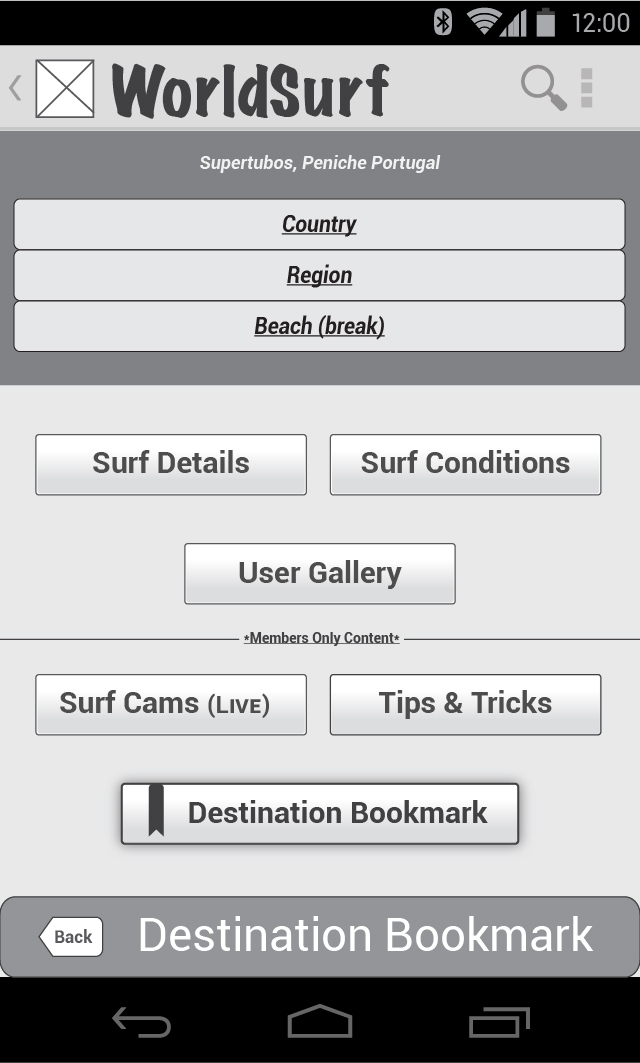 12:00
WorldSurf
Supertubos, Peniche Portugal
Country
Region
Beach (break)
Surf Details
Surf Conditions
User Gallery
*Members Only Content*
Surf Cams (LIVE)
Tips & Tricks
Destination Bookmark
Back
Destination Bookmark